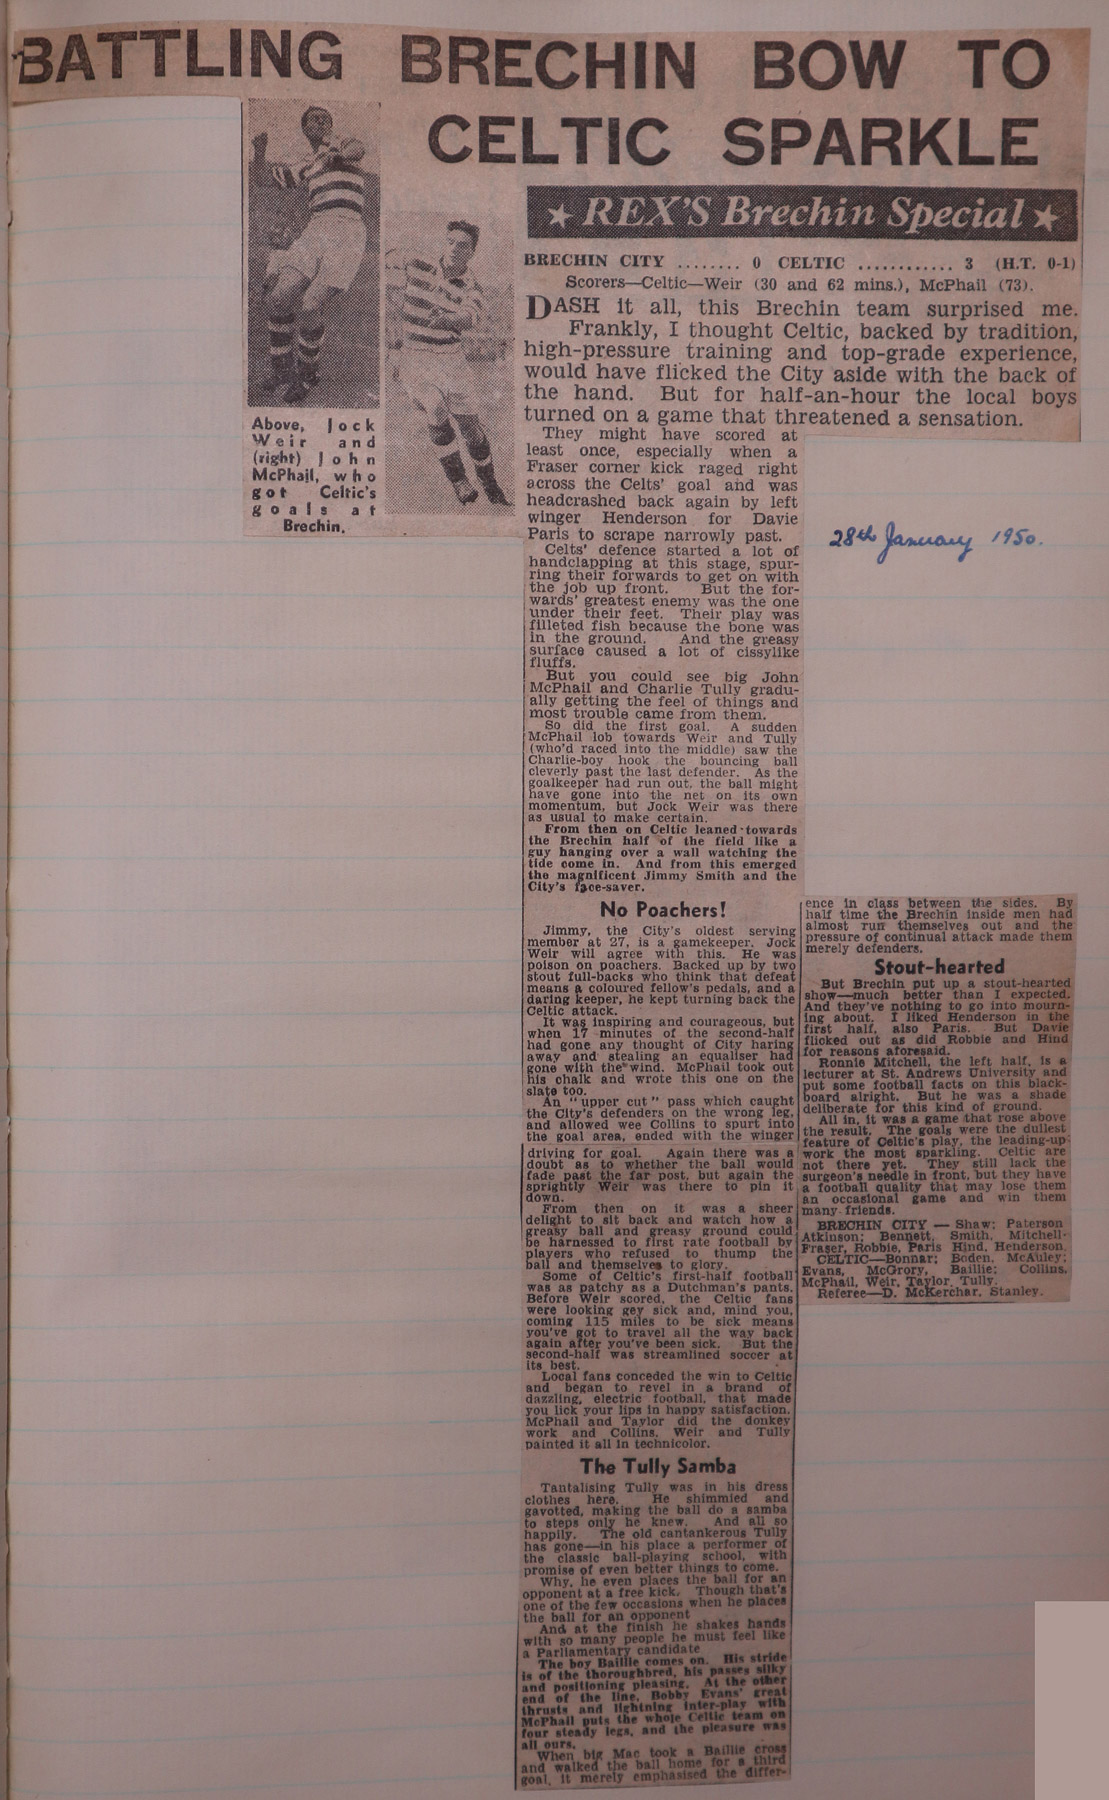 BATTLING BRECHIN BOW TO
CELTIC SPARKLE
★ REX'S Brechin Special ★
BRECHIN CITY ........ 0 CELTIC ............ 3 (H.T. 0-1)
Scorers—Celtic—Weir (30 and 62 mins.), McPhail (73).
DASH it all, this Brechin team surprised me.
Frankly, I thought Celtic, backed by tradition,
high-pressure training and top-grade experience,
would have flicked the City aside with the back of
the hand. But for half-an-hour the local boys
turned on a game that threatened a sensation.
Above, Jock
Weir and
(right) John
McPhail, who
got Celtic's
goals at
Brechin.
They might have scored at
least once, especially when a
Fraser corner kick raged right
across the Celts' goal and was
headcrashed back again by left
winger Henderson for Davie
Paris to scrape narrowly past.
Celts' defence started a lot of
handclapping at this stage, spur-
ring their forwards to get on with
the job up front. But the for-
wards' greatest enemy was the one
under their feet. Their play was
filleted fish because the bone was
in the ground. And the greasy
surface caused a lot of cissylike
fluffs.
But you could see big John
McPhail and Charlie Tully gradu-
ally getting the feel of things and
most trouble came from them.
So did the first goal. A sudden
McPhail lob towards Weir and Tully
(who'd raced into the middle) saw the
Charlie-boy hook the bouncing ball
cleverly past the last defender. As the
goalkeeper had run out, the ball might
have gone into the net on its own
momentum, but Jock Weir was there
as usual to make certain.
From then on Celtic leaned towards
the Brechin half of the field like a
guy hanging over a wall watching the
tide come in. And from this emerged
the magnificent Jimmy Smith and the
City's face-saver.
No Poachers!
Jimmy, the City's oldest serving
member at 27, is a gamekeeper. Jock
Weir will agree with this. He was
poison on poachers. Backed up by two
stout full-backs who think that defeat
means a coloured fellow's pedals, and a
daring keeper, he kept turning back the
Celtic attack.
It was inspiring and courageous, but
when 17 minutes of the second-half
had gone any thought of City haring
away and stealing an equaliser had
gone with the wind. McPhail took out
his chalk and wrote this one on the
slate too.
An "upper cut" pass which caught
the City's defenders on the wrong leg,
and allowed wee Collins to spurt into
the goal area, ended with the winger
driving for goal. Again there was a
doubt as to whether the ball would
fade past the far post, but again the
sprightly Weir was there to pin it
down.
From then on it was a sheer
delight to sit back and watch how a
greasy ball and greasy ground could
be harnessed to first rate football by
players who refused to thump the
ball and themselves to glory.
Some of Celtic's first-half football
was as patchy as a Dutchman's pants.
Before Weir scored, the Celtic fans
were looking gey sick and, mind you,
coming 115 miles to be sick means
you've got to travel all the way back
again after you've been sick. But the
second-half was streamlined soccer at
its best.
Local fans conceded the win to Celtic
and began to revel in a brand of
dazzling, electric football, that made
you lick your lips in happy satisfaction.
McPhail and Taylor did the donkey
work and Collins, Weir and Tully
painted it all in technicolor.
The Tully Samba
Tantalising Tully was in his dress
clothes here. He shimmied and
gavotted, making the ball do a samba
to steps only he knew. And all so
happily. The old cantankerous Tully
has gone—in his place a performer of
the classic ball-playing school, with
promise of even better things to come.
Why, he even places the ball for an
opponent at a free kick. Though that's
one of the few occasions when he places
the ball for an opponent
And at the finish he shakes hands
with so many people he must feel like
a Parliamentary candidate
The boy Baillie comes on. His stride
is of the thoroughbred, his passes silky
and positioning pleasing. At the other
end of the line, Bobby Evans' great
thrusts and lightning inter-play with
McPhail puts the whole Celtic team on
four steady legs, and the pleasure was
all ours.
When big Mac took a Baillie cross
and walked the ball home for a third
goal, it merely emphasised the differ-
28th January 1950.
ence in class between the sides. By
half time the Brechin inside men had
almost run themselves out and the
pressure of continual attack made them
merely defenders.
Stout-hearted
But Brechin put up a stout-hearted
show—much better than I expected.
And they've nothing to go into mourn-
ing about. I liked Henderson in the
first half, also Paris. But Davie
flicked out as did Robbie and Hind
for reasons aforesaid.
Ronnie Mitchell, the left half, is a
lecturer at St. Andrews University and
put some football facts on this black-
board alright. But he was a shade
deliberate for this kind of ground.
All in, it was a game that rose above
the result. The goals were the dullest
feature of Celtic's play, the leading-up
work the most sparkling. Celtic are
not there yet. They still lack the
surgeon's needle in front, but they have
a football quality that may lose them
an occasional game and win them
many friends.
BRECHIN CITY — Shaw; Paterson
Atkinson; Bennett, Smith, Mitchell-
Fraser, Robbie, Paris Hind, Henderson.
CELTIC—Bonnar; Boden, McAuley;
Evans, McGrory, Baillie; Collins,
McPhail, Weir, Taylor, Tully.
Referee—D. McKerchar, Stanley.